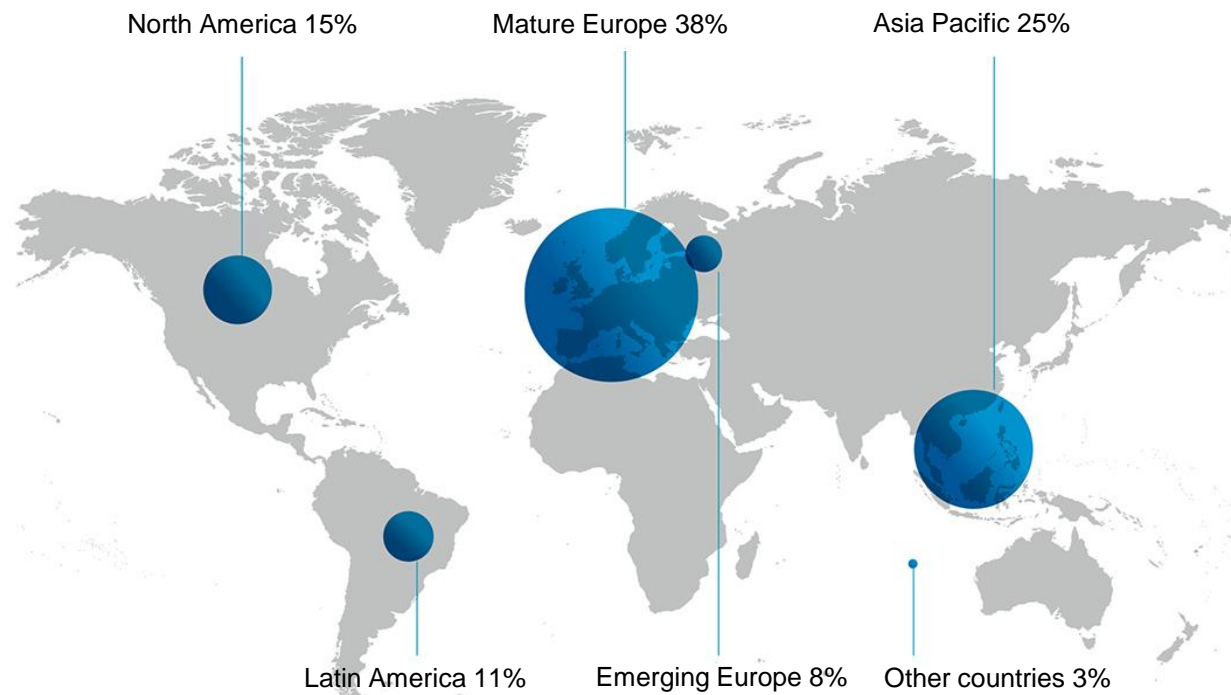 North America 15%
Mature Europe 38%
Asia Pacific 25%
Latin America 11%
Emerging Europe 8%
Other countries 3%